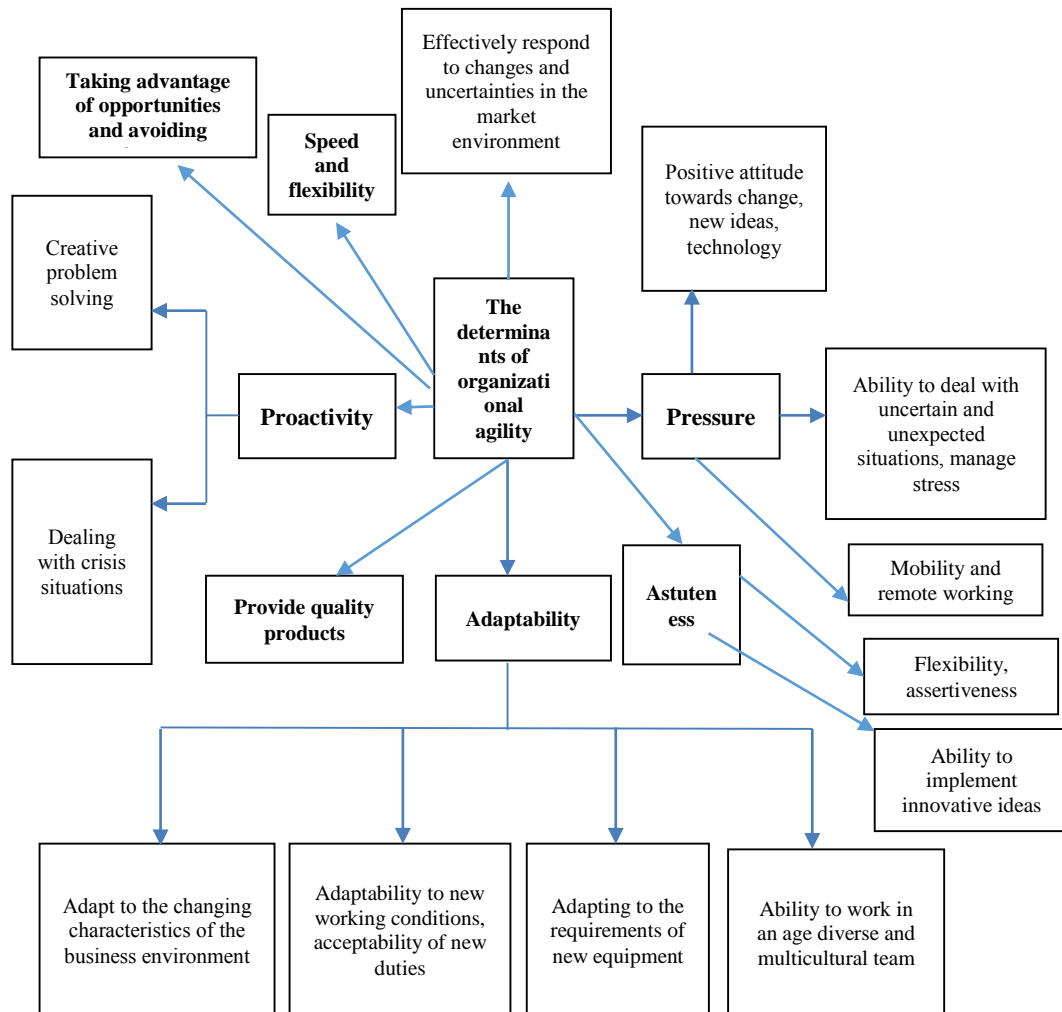 Effectively respond
to changes and
uncertainties in the
market
environment
Taking advantage
of opportunities
and avoiding
Speed
and
flexibility
Positive attitude
towards change,
new ideas,
technology
Creative
problem
solving
The
determina
nts of
organizati
onal
agility
Proactivity
Pressure
Ability to deal with
uncertain and
unexpected
situations, manage
stress
Dealing
with crisis
situations
Provide quality
products
Adaptability
Astuten
ess
Mobility and
remote working
Flexibility,
assertiveness
Ability to
implement
innovative ideas
Adapt to the changing
characteristics of the
business environment
Adaptability to new
working conditions,
acceptability of new
duties
Adapting to the
requirements of
new equipment
Ability to work in
an age diverse and
multicultural team